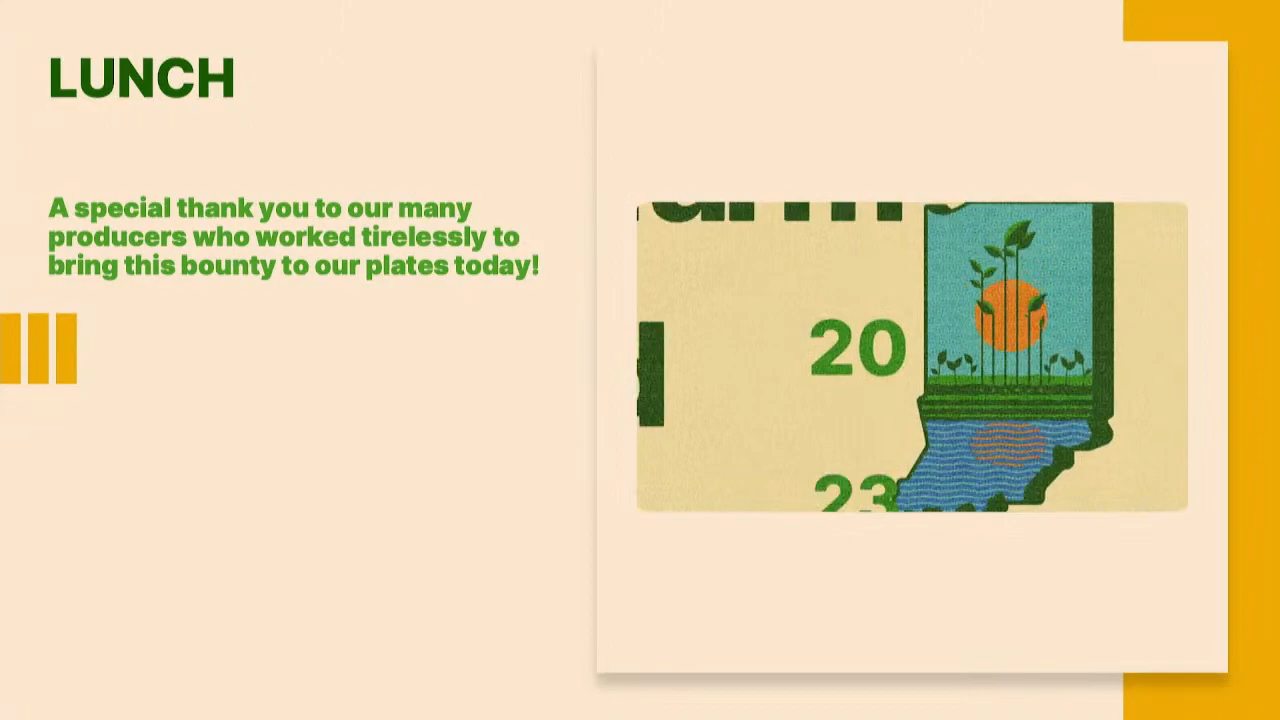 LUNCH
A special thank you to our many
producers who worked tirelessly to
bring this bounty to our plates today!
20
23